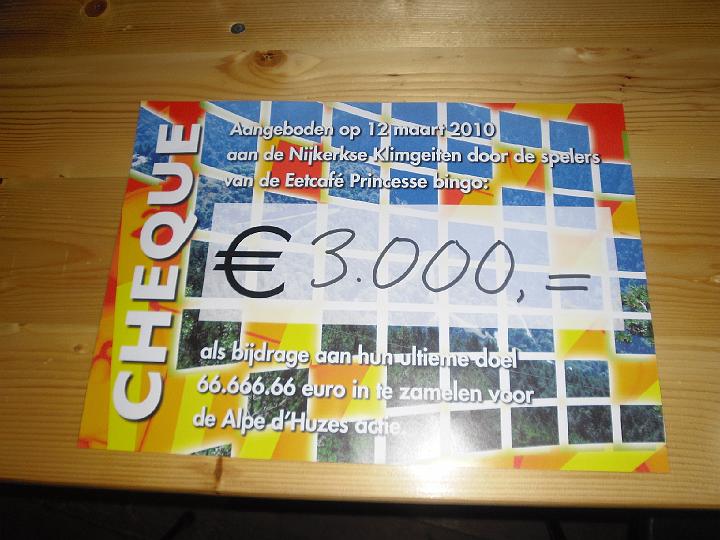 CHEQUE
Aangeboden op 12 maart 2010
aan de Nijkerkse Klimgeiten door de spelers
van de Eetcafé Princesse bingo:
€ 3.000,=
als bijdrage aan hun ultieme doel
66.666.66 euro in te zamelen voor
de Alpe d'Huzes actie.